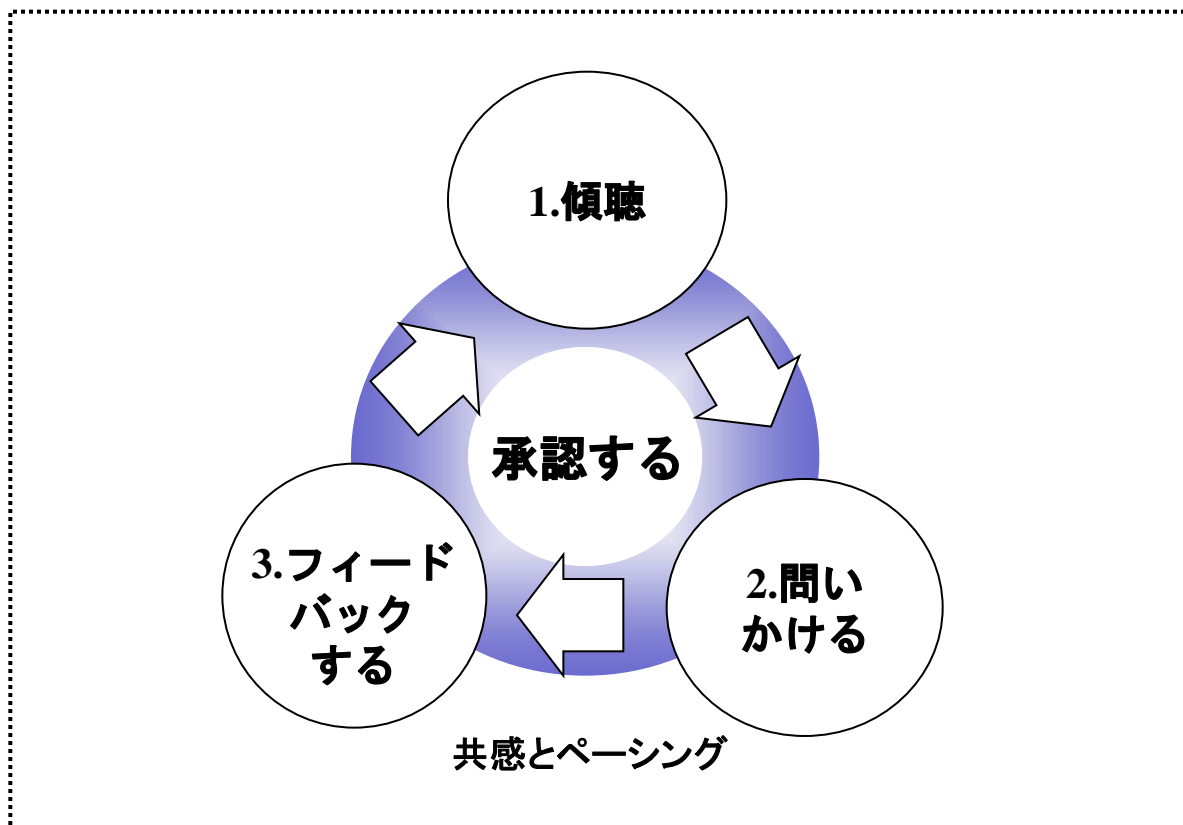 1.傾聴
承認する
2.問い
かける
3.フィード
バック
する
共感とペーシング